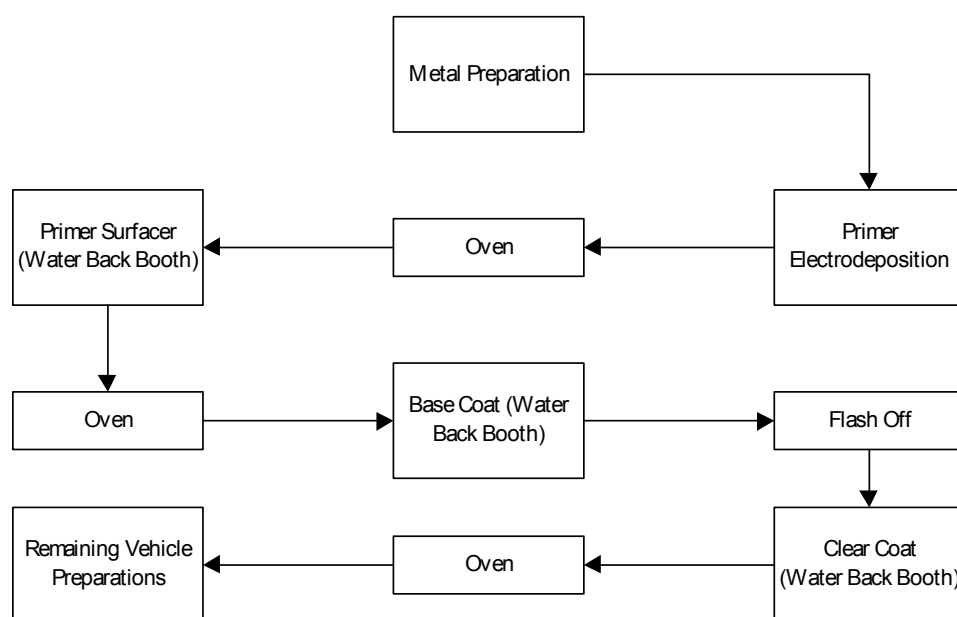 Metal Preparation
Primer Surfacer
(Water Back Booth)
Oven
Primer
Electrodeposition
Oven
Base Coat (Water
Back Booth)
Flash Off
Remaining Vehicle
Preparations
Oven
Clear Coat
(Water Back Booth)